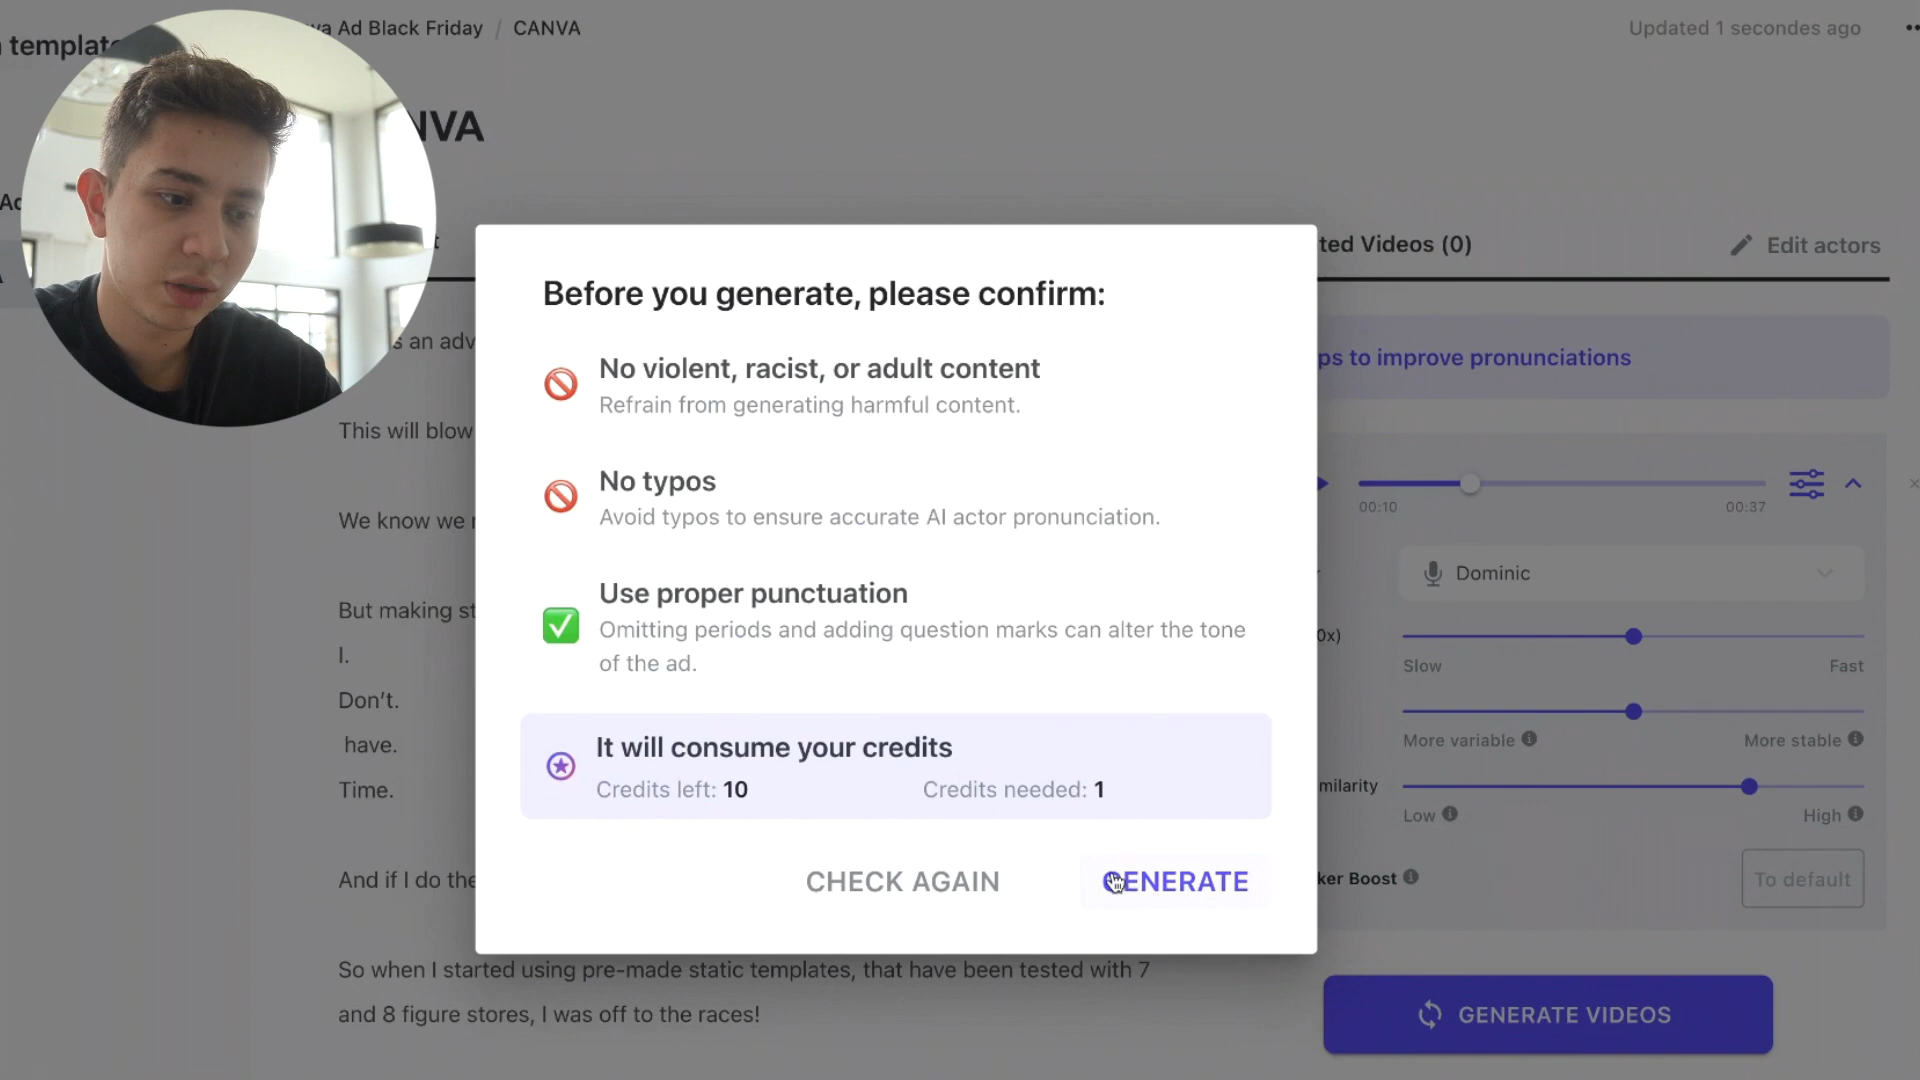 template
va Ad Black Friday / CANVA
Updated 1 secondes ago
NVA
Ad
ted Videos (0)
Edit actors
Before you generate, please confirm:
No violent, racist, or adult content
Refrain from generating harmful content.
No typos
Avoid typos to ensure accurate AI actor pronunciation.
Use proper punctuation
Omitting periods and adding question marks can alter the tone
of the ad.
It will consume your credits
Credits left: 10
Credits needed: 1
CHECK AGAIN
GENERATE
s an adv
This will blow
We know we
But making st
I.
Don't.
have.
Time.
And if I do the
So when I started using pre-made static templates, that have been tested with 7
and 8 figure stores, I was off to the races!
ps to improve pronunciations
00:10
00:37
Dominic
0x)
Slow
Fast
More variable
More stable
milarity
Low
High
ker Boost
To default
GENERATE VIDEOS